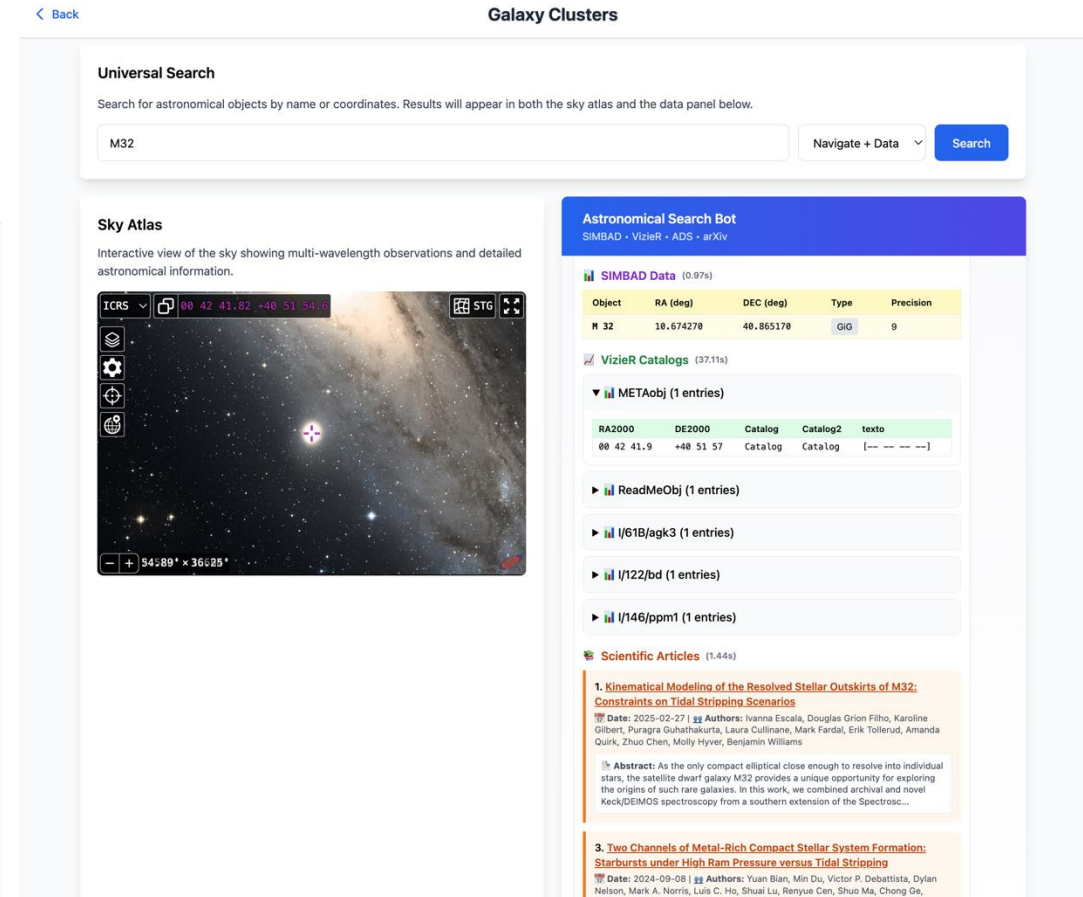 Back
Galaxy Clusters
Universal Search
Search for astronomical objects by name or coordinates. Results will appear in both the sky atlas and the data panel below.
M32
Navigate + Data
Search
Sky Atlas
Interactive view of the sky showing multi-wavelength observations and detailed
astronomical information.
ICRS
00 42 41.82 +40 51 54.6
STG
− + 54.89' × 36
Astronomical Search Bot
SIMBAD • VizieR • ADS • arXiv
SIMBAD Data (0.97s)
Object RA (deg) DEC (deg) Type Precision
M 32 10.674270 40.865170 GiG 9
VizieR Catalogs (37.11s)
▼ METAobj (1 entries)
RA2000 DE2000 Catalog Catalog2 texto
00 42 41.9 +40 51 57 Catalog Catalog [—— —— —— ——]
▶ ReadMeObj (1 entries)
▶ I/61B/agk3 (1 entries)
▶ I/122/bd (1 entries)
▶ I/146/ppm1 (1 entries)
Scientific Articles (1.44s)
1. Kinematical Modeling of the Resolved Stellar Outskirts of M32:
Constraints on Tidal Stripping Scenarios
Date: 2025-02-27 | Authors: Ivanna Escala, Douglas Grion Filho, Karoline
Gilbert, Puragra Guhathakurta, Laura Cullinane, Mark Fardal, Erik Tollerud, Amanda
Quirk, Zhuo Chen, Molly Hyver, Benjamin Williams
Abstract: As the only compact elliptical close enough to resolve into individual
stars, the satellite dwarf galaxy M32 provides a unique opportunity for exploring
the origins of such rare galaxies. In this work, we combined archival and novel
Keck/DEIMOS spectroscopy from a southern extension of the Spectrosc...
3. Two Channels of Metal-Rich Compact Stellar System Formation:
Starbursts under High Ram Pressure versus Tidal Stripping
Date: 2024-09-08 | Authors: Yuan Bian, Min Du, Victor P. Debattista, Dylan
Nelson, Mark A. Norris, Luis C. Ho, Shuai Lu, Renyue Cen, Shuo Ma, Chong Ge,